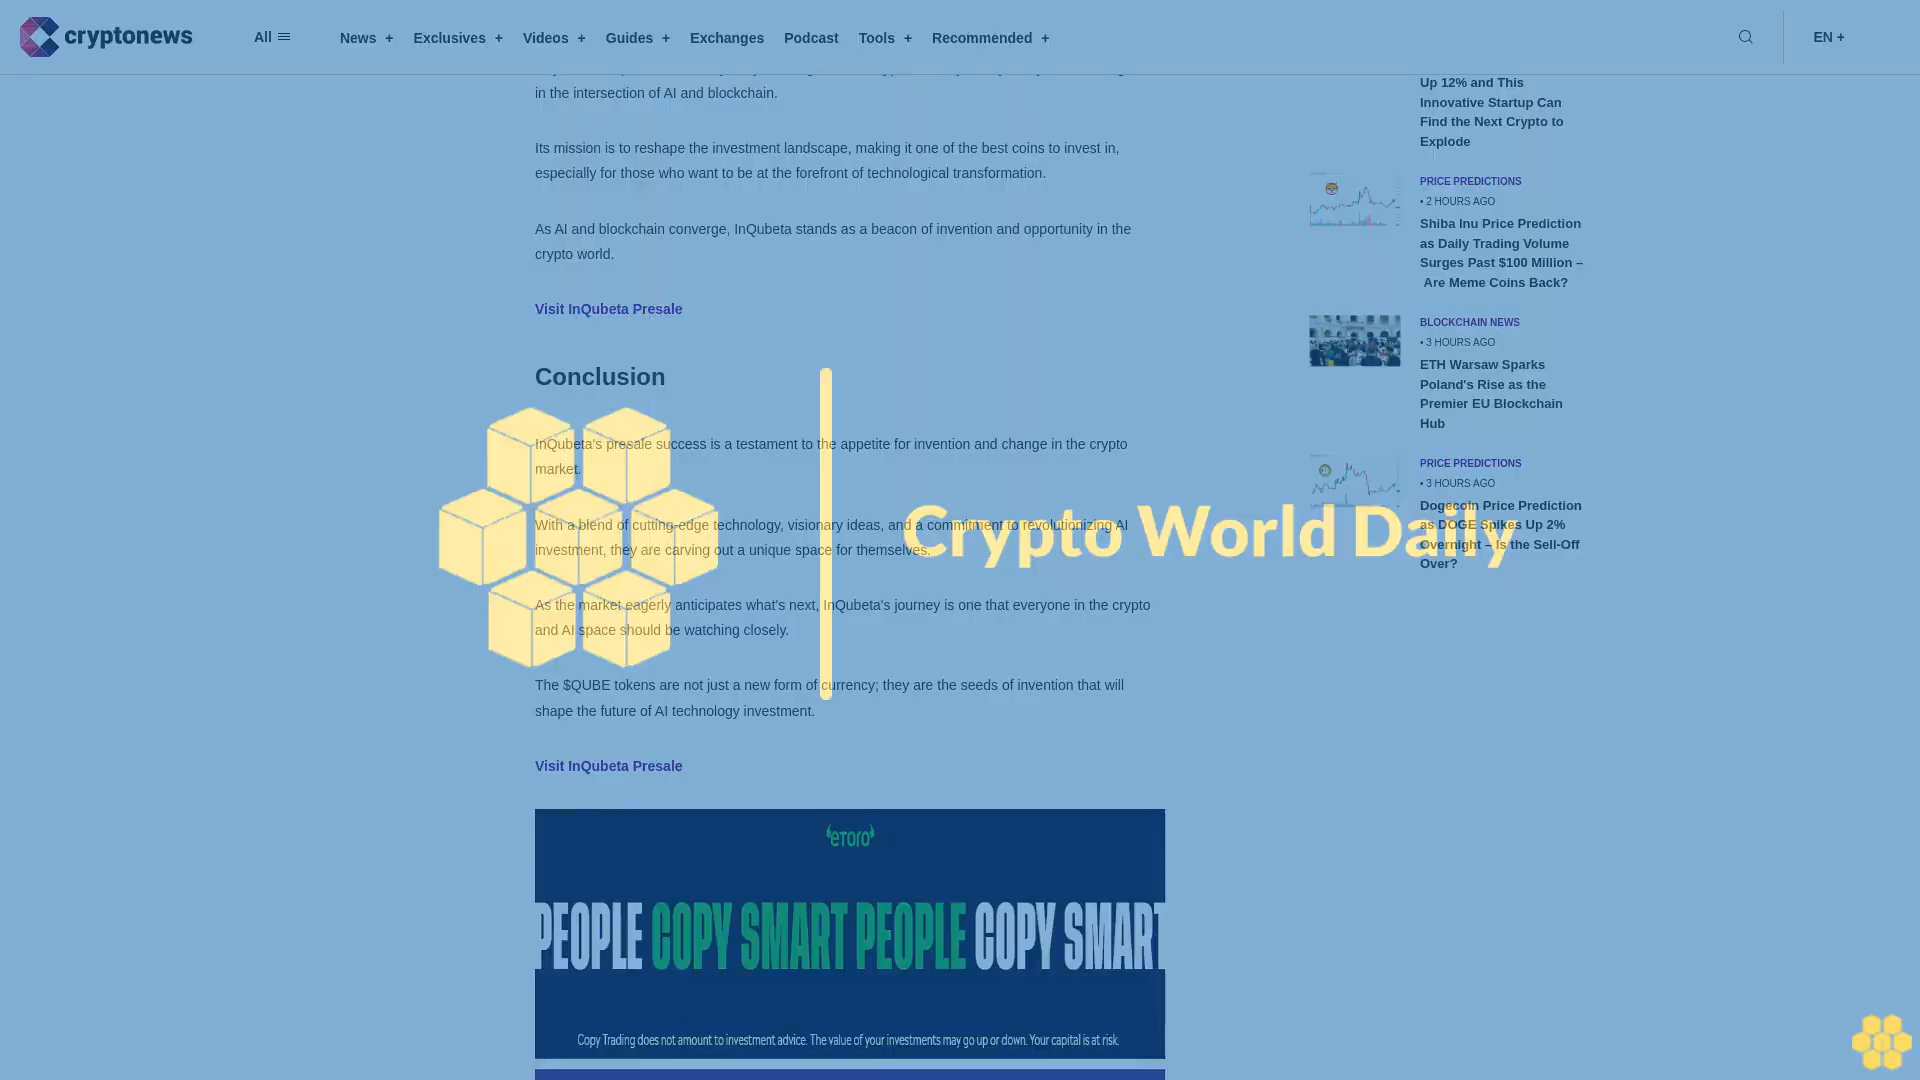 cryptonews
All
News +
Exclusives +
Videos +
Guides +
Exchanges
Podcast
Tools +
Recommended +
EN +
in the intersection of AI and blockchain.
Its mission is to reshape the investment landscape, making it one of the best coins to invest in,
especially for those who want to be at the forefront of technological transformation.
As AI and blockchain converge, InQubeta stands as a beacon of invention and opportunity in the
crypto world.
Visit InQubeta Presale
Conclusion
InQubeta's presale success is a testament to the appetite for invention and change in the crypto
market.
With a blend of cutting-edge technology, visionary ideas, and a commitment to revolutionizing AI
investment, they are carving out a unique space for themselves.
As the market eagerly anticipates what's next, InQubeta's journey is one that everyone in the crypto
and AI space should be watching closely.
The $QUBE tokens are not just a new form of currency; they are the seeds of invention that will
shape the future of AI technology investment.
Visit InQubeta Presale
etoro
PEOPLE COPY SMART PEOPLE COPY SMART
Copy Trading does not amount to investment advice. The value of your investments may go up or down. Your capital is at risk.
Up 12% and This
Innovative Startup Can
Find the Next Crypto to
Explode
PRICE PREDICTIONS
• 2 HOURS AGO
Shiba Inu Price Prediction
as Daily Trading Volume
Surges Past $100 Million –
Are Meme Coins Back?
BLOCKCHAIN NEWS
• 3 HOURS AGO
ETH Warsaw Sparks
Poland's Rise as the
Premier EU Blockchain
Hub
PRICE PREDICTIONS
• 3 HOURS AGO
Dogecoin Price Prediction
as DOGE Spikes Up 2%
Overnight – Is the Sell-Off
Over?
Crypto World Daily